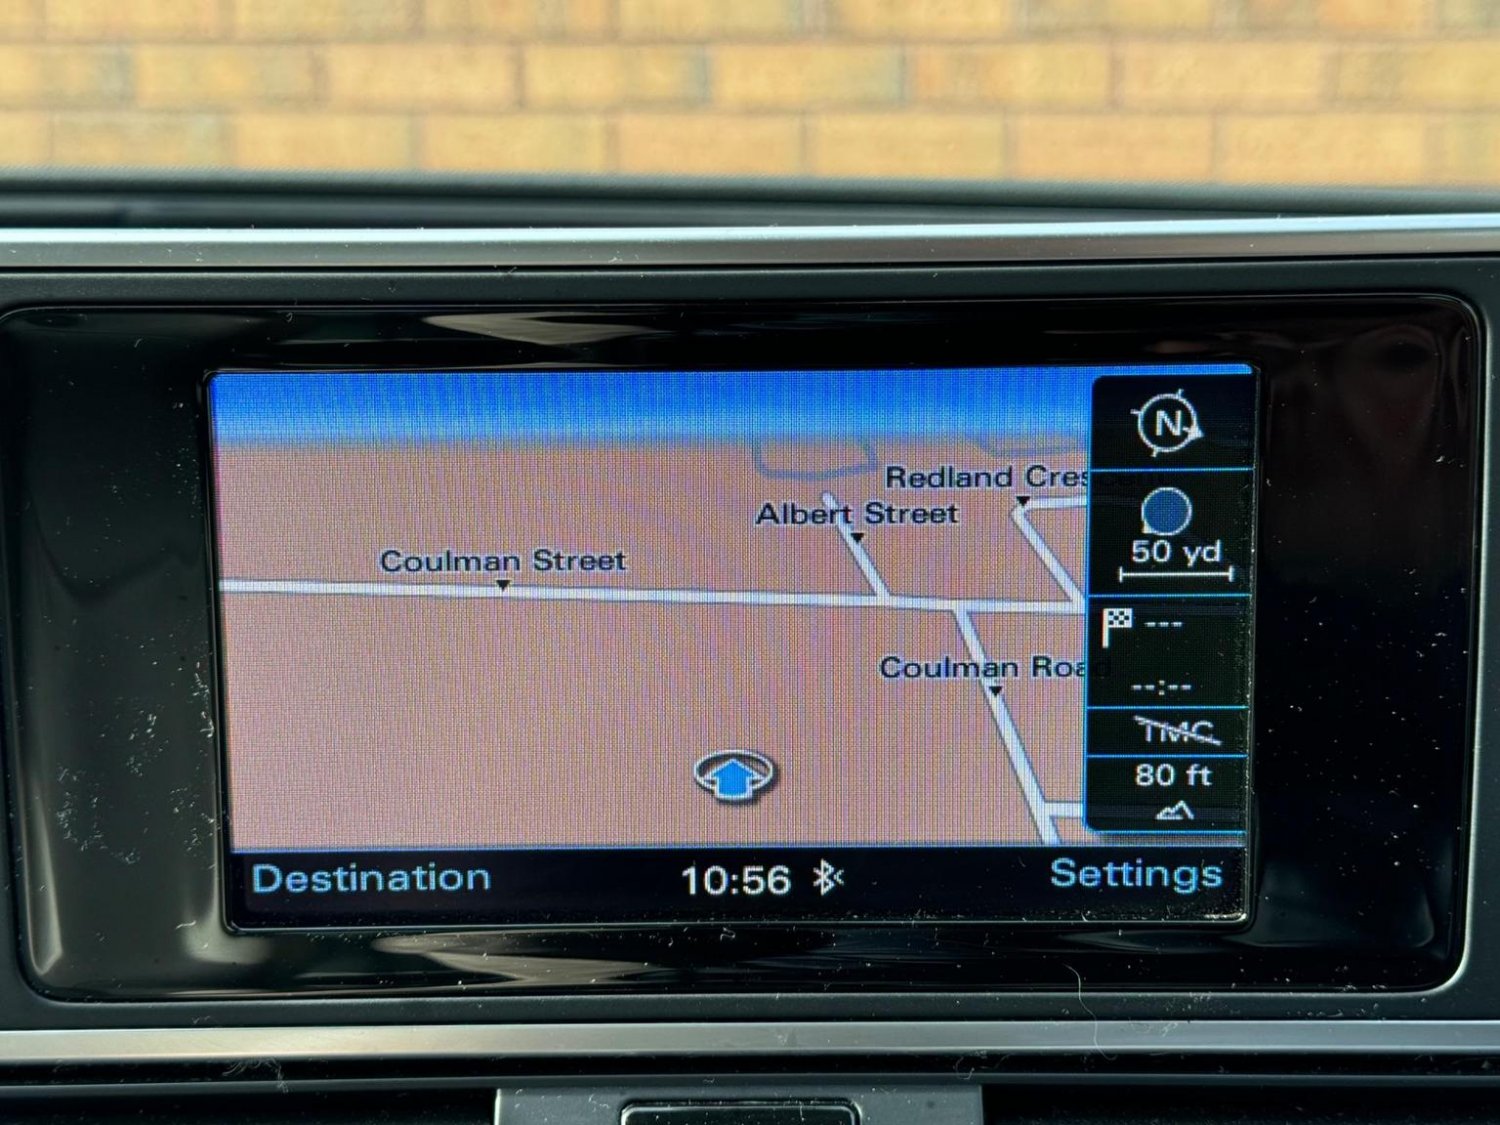 N
Redland Cres
Albert Street
50 yd
Coulman Street
---
Coulman Road
--:--
TMC
80 ft
Destination
10:56
Settings